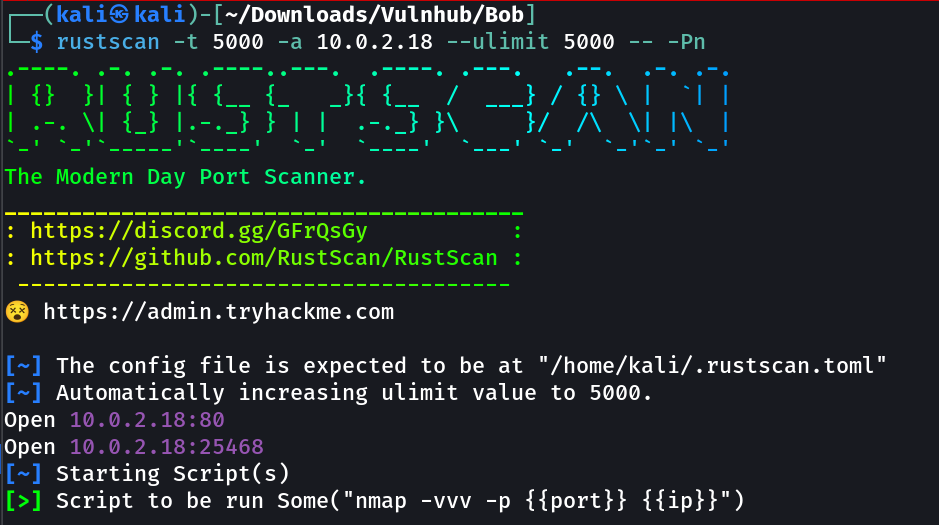 ┌──(kali㉿kali)-[~/Downloads/Vulnhub/Bob]
└─$ rustscan -t 5000 -a 10.0.2.18 --ulimit 5000 -- -Pn
.----. .-. .-. .----..---.  .----. .---.   .--.  .-. .-.
| {}  }| { } |{ {__ {_   _}{ {__  /  ___} / {} \ |  `| |
| .-. \| {_} |.-._} } | |  .-._} }\     }/  /\  \| |\  |
`-' `-'`-----'`----'  `-'  `----'  `---' `-'  `-'`-' `-'
The Modern Day Port Scanner.
________________________________________
: https://discord.gg/GFrQsGy           :
: https://github.com/RustScan/RustScan :
 --------------------------------------
😵 https://admin.tryhackme.com
[~] The config file is expected to be at "/home/kali/.rustscan.toml"
[~] Automatically increasing ulimit value to 5000.
Open 10.0.2.18:80
Open 10.0.2.18:25468
[~] Starting Script(s)
[>] Script to be run Some("nmap -vvv -p {{port}} {{ip}}")